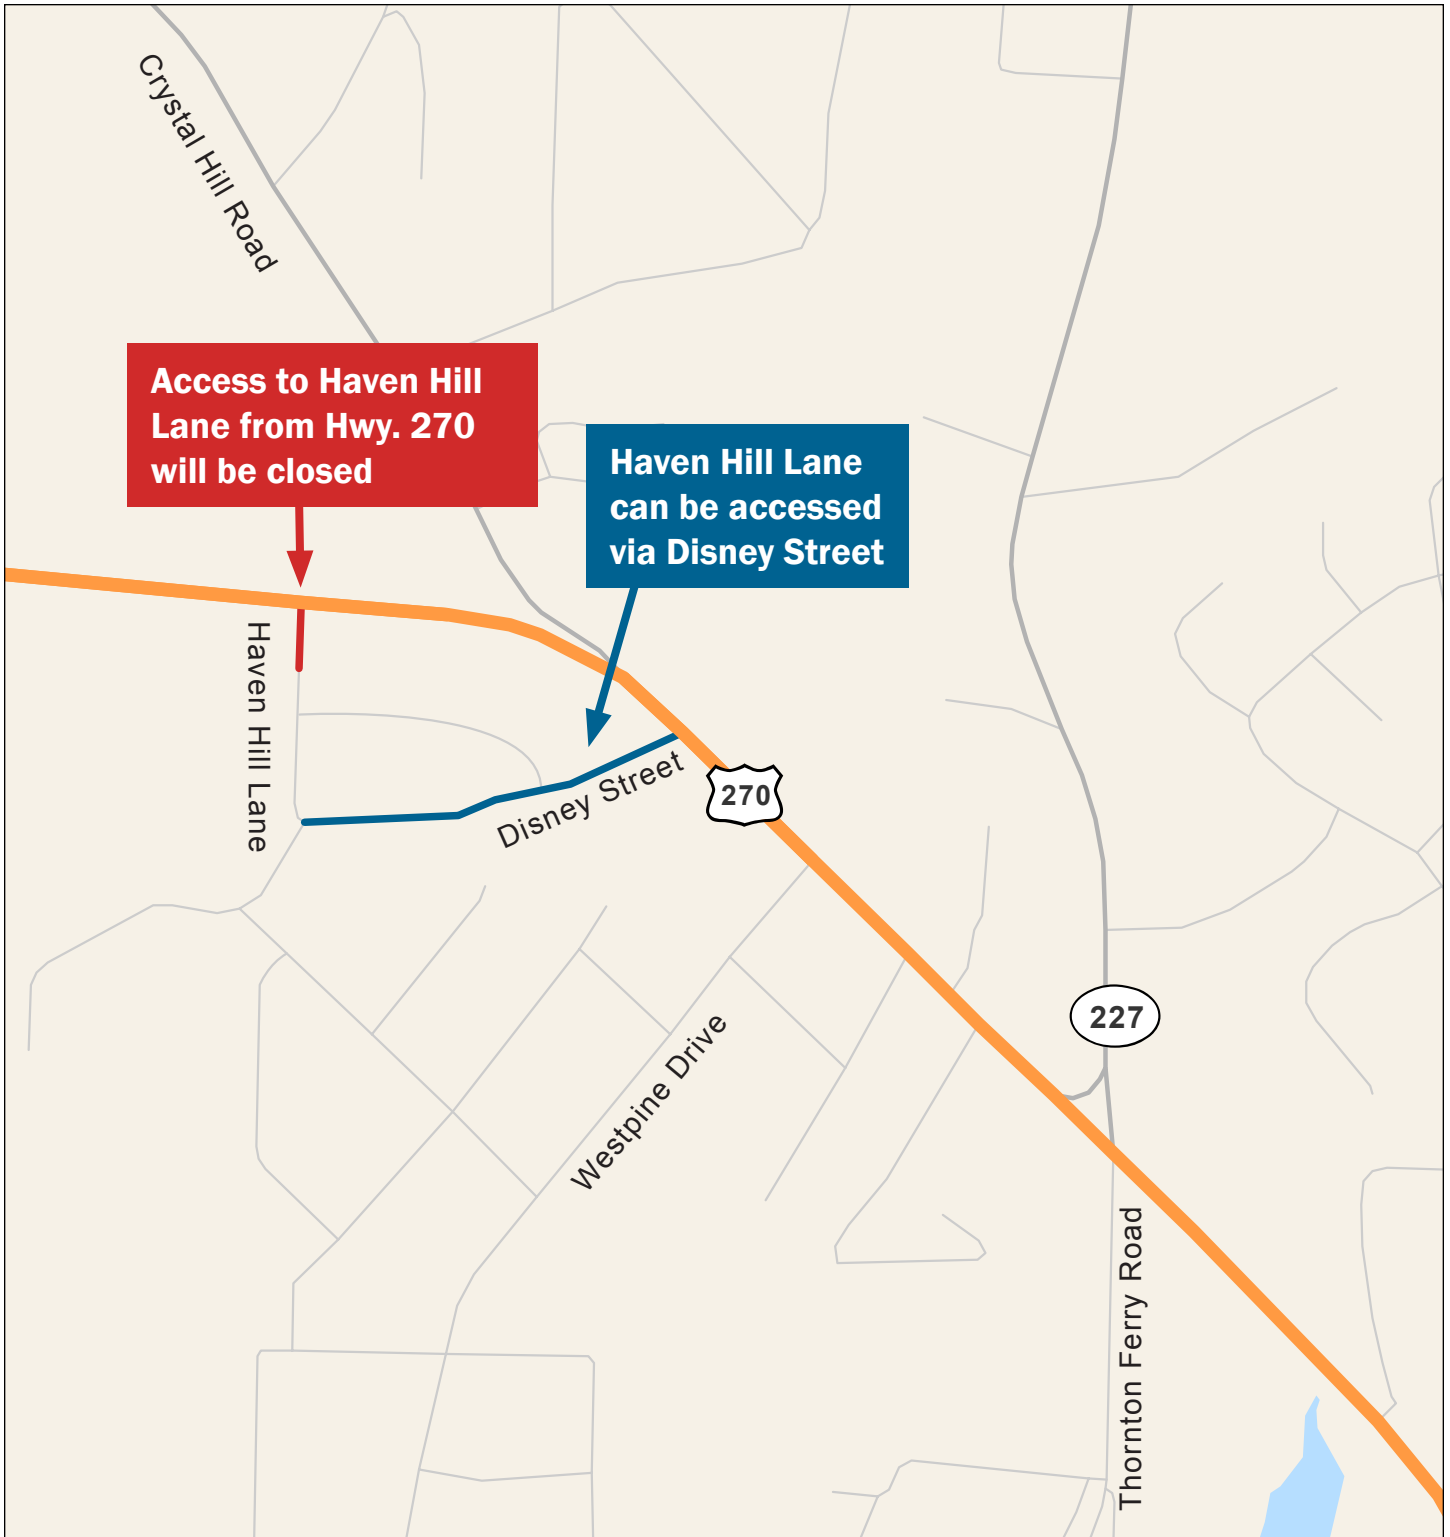 Crystal Hill Road
Access to Haven Hill
Lane from Hwy. 270
will be closed
Haven Hill Lane
can be accessed
via Disney Street
Haven Hill Lane
Disney Street
270
227
Westpine Drive
Thornton Ferry Road